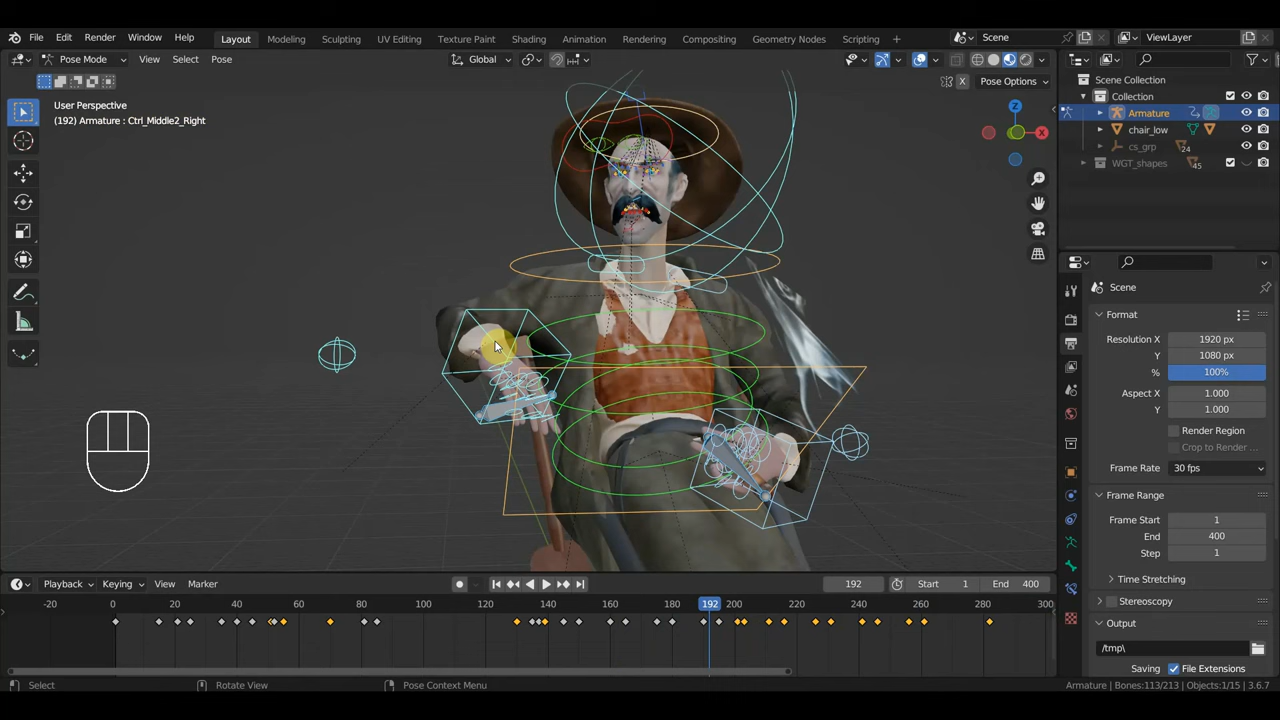 File Edit Render Window Help Layout Modeling Sculpting UV Editing Texture Paint Shading Animation Rendering Compositing Geometry Nodes Scripting + Scene ViewLayer
Pose Mode View Select Pose Global
X Pose Options
User Perspective
(192) Armature : Ctrl_Middle2_Right
Z
X
Scene Collection
Collection
Armature
chair_low
cs_grp 24
WGT_shapes 45
Scene
Format
Resolution X 1920 px
Y 1080 px
% 100%
Aspect X 1.000
Y 1.000
Render Region
Crop to Render ...
Frame Rate 30 fps
Frame Range
Frame Start 1
End 400
Step 1
Time Stretching
Stereoscopy
Output
/tmp\
Saving File Extensions
Playback Keying View Marker 192 Start 1 End 400
-20 0 20 40 60 80 100 120 140 160 180 192 200 220 240 260 280 300
Select Rotate View Pose Context Menu Armature | Bones:113/213 | Objects:1/15 | 3.6.7